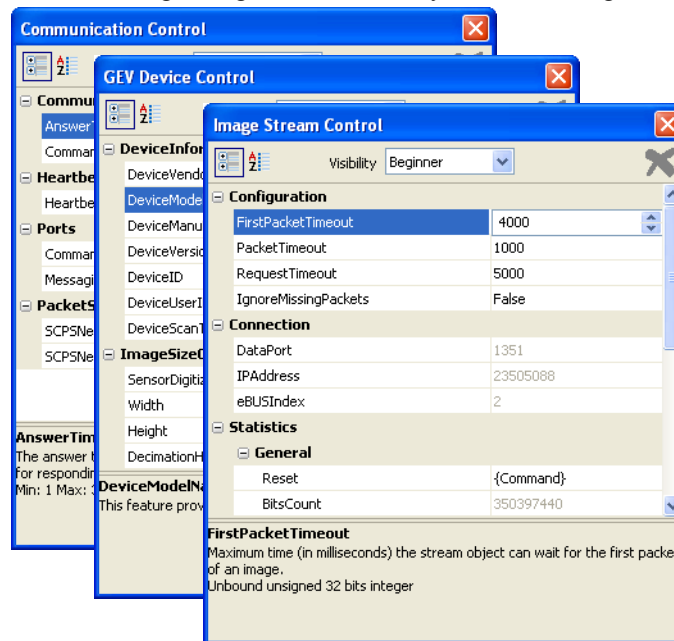 Communication Control
GEV Device Control
Image Stream Control
Visibility Beginner
Configuration
FirstPacketTimeout 4000
PacketTimeout 1000
RequestTimeout 5000
IgnoreMissingPackets False
Connection
DataPort 1351
IPAddress 23505088
eBUSIndex 2
Statistics
General
Reset {Command}
BitsCount 350397440
FirstPacketTimeout
Maximum time (in milliseconds) the stream object can wait for the first packe
of an image.
Unbound unsigned 32 bits integer
DeviceInfor
DeviceVendo
DeviceMode
DeviceManu
DeviceVersio
DeviceID
DeviceUserI
DeviceScanT
ImageSizeC
SensorDigitiz
Width
Height
DecimationH
DeviceModelNa
This feature prov
Commu
Answer
Comman
Heartbe
Heartbe
Ports
Comman
Messagi
PacketS
SCPSNe
SCPSNe
AnswerTim
The answer t
for respondin
Min: 1 Max: